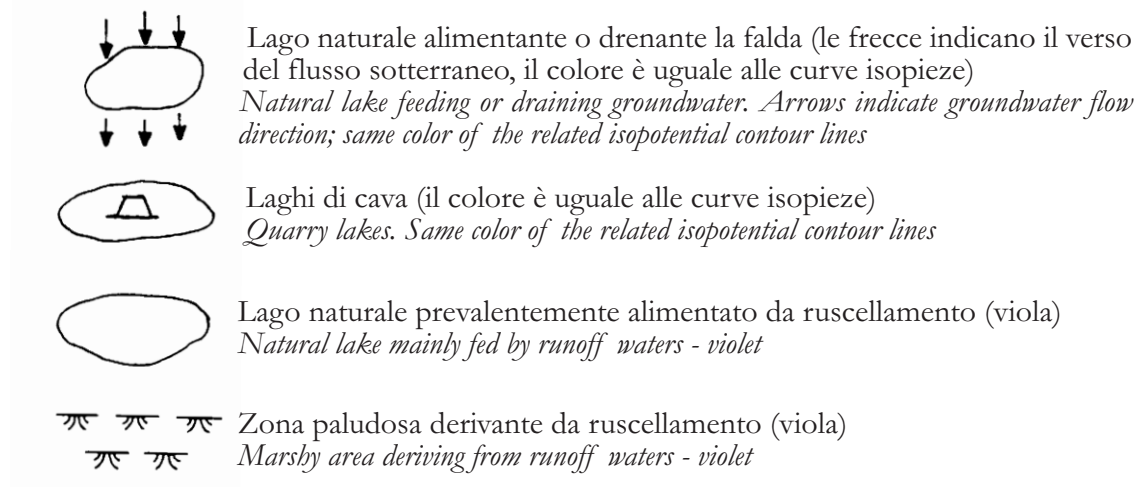 Lago naturale alimentante o drenante la falda (le frecce indicano il verso
del flusso sotterraneo, il colore è uguale alle curve isopieze)
Natural lake feeding or draining groundwater. Arrows indicate groundwater flow
direction; same color of the related isopotential contour lines
Laghi di cava (il colore è uguale alle curve isopieze)
Quarry lakes. Same color of the related isopotential contour lines
Lago naturale prevalentemente alimentato da ruscellamento (viola)
Natural lake mainly fed by runoff waters - violet
Zona paludosa derivante da ruscellamento (viola)
Marshy area deriving from runoff waters - violet